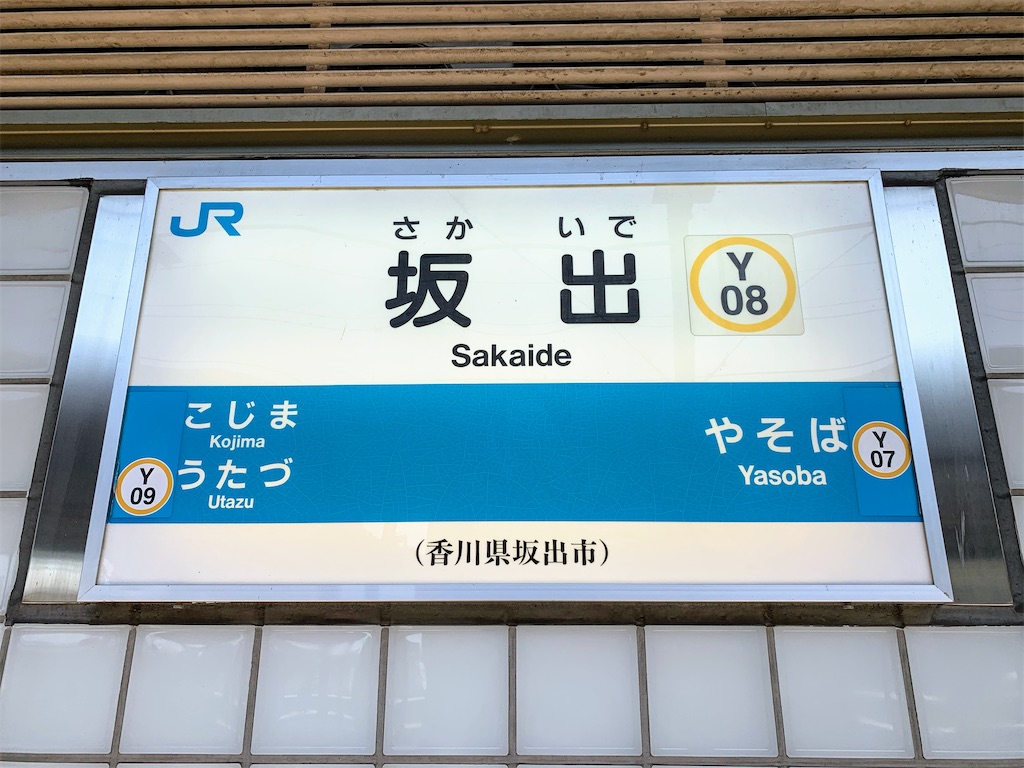 JR
さか いで
坂 出
Y
08
Sakaide
こじま
Kojima
うたづ
Utazu
Y
09
やそば
Yasoba
Y
07
(香川県坂出市)